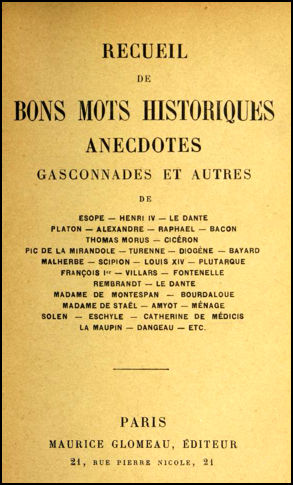 RECUEIL
DE
BONS MOTS HISTORIQUES
ANECDOTES
GASCONNADES ET AUTRES
DE
ESOPE — HENRI IV — LE DANTE
PLATON — ALEXANDRE — RAPHAEL — BACON
THOMAS MORUS — CICÉRON
PIC DE LA MIRANDOLE — TURENNE — DIOGÈNE — BAYARD
MALHERBE — SCIPION — LOUIS XIV — PLUTARQUE
FRANÇOIS Ier — VILLARS — FONTENELLE
REMBRANDT — LE DANTE
MADAME DE MONTESPAN — BOURDALOUE
MADAME DE STAËL — AMYOT — MÉNAGE
SOLEN — ESCHYLE — CATHERINE DE MÉDICIS
LA MAUPIN — DANGEAU — ETC.
PARIS
MAURICE GLOMEAU, ÉDITEUR
21, RUE PIERRE NICOLE, 21